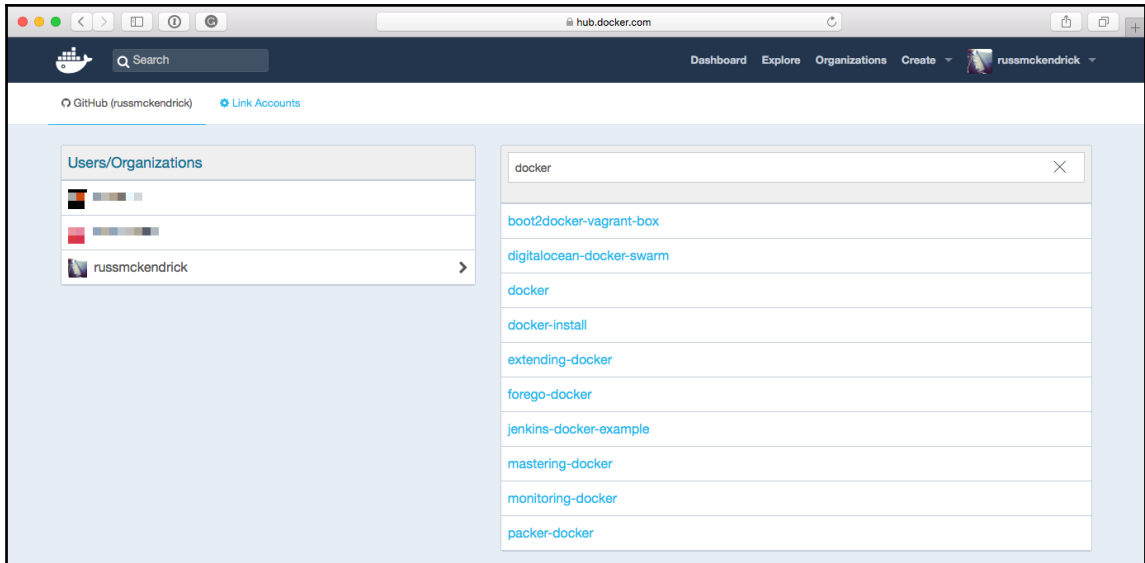 hub.docker.com
Search
Dashboard Explore Organizations Create russmckendrick
GitHub (russmckendrick) Link Accounts
Users/Organizations
russmckendrick
docker
boot2docker-vagrant-box
digitalocean-docker-swarm
docker
docker-install
extending-docker
forego-docker
jenkins-docker-example
mastering-docker
monitoring-docker
packer-docker